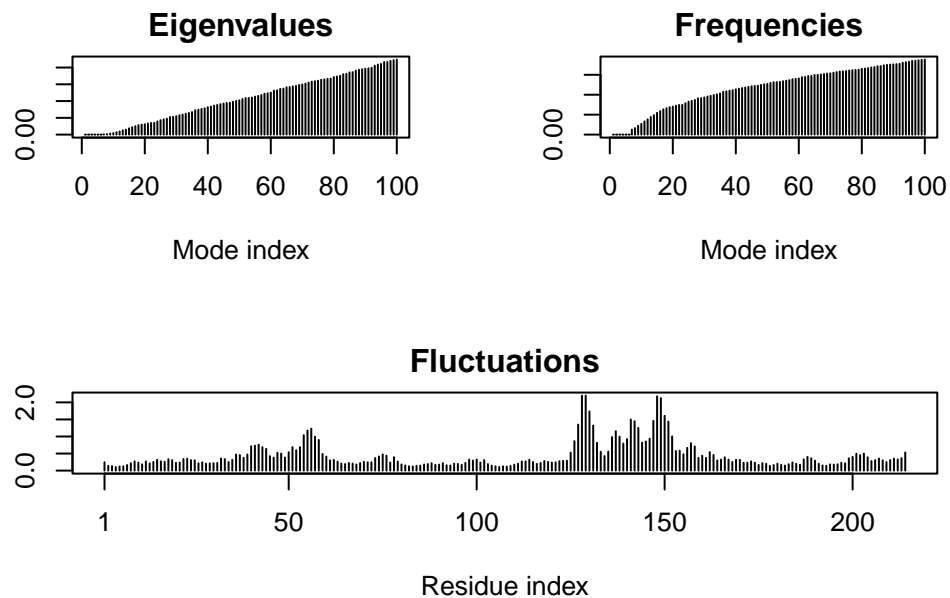 Eigenvalues
0.00
0 20 40 60 80 100
Mode index
Frequencies
0.00
0 20 40 60 80 100
Mode index
Fluctuations
2.0
0.0
1 50 100 150 200
Residue index